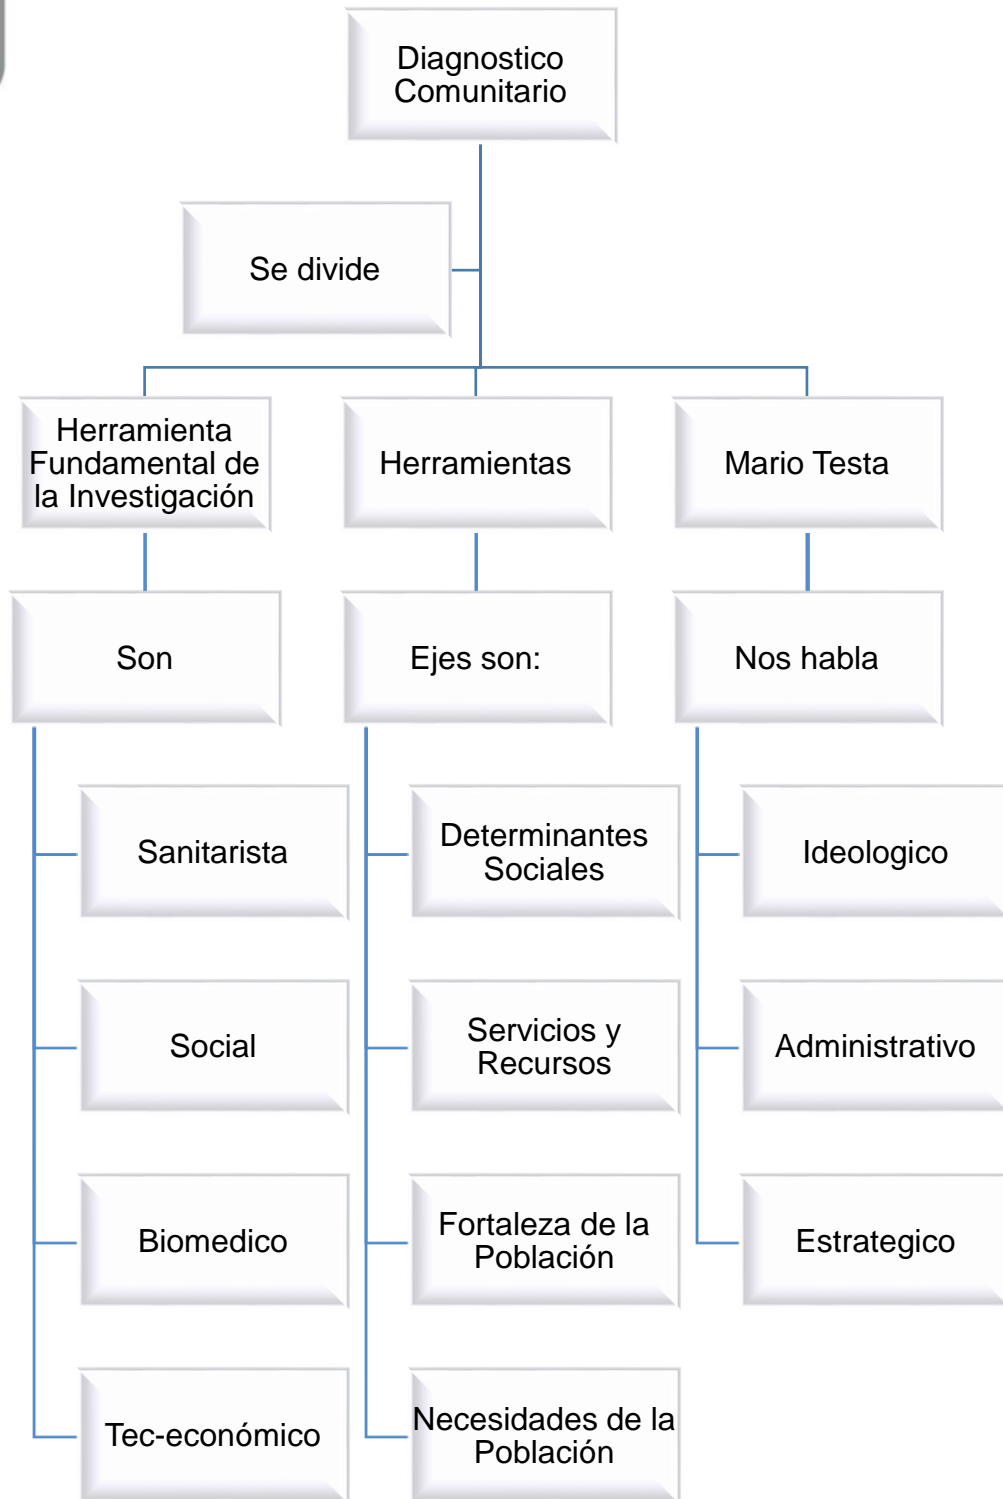 Diagnostico
Comunitario
Se divide
Herramienta
Fundamental de
la Investigación
Herramientas
Mario Testa
Son
Ejes son:
Nos habla
Sanitarista
Determinantes
Sociales
Ideologico
Social
Servicios y
Recursos
Administrativo
Biomedico
Fortaleza de la
Población
Estrategico
Tec-económico
Necesidades de la
Población